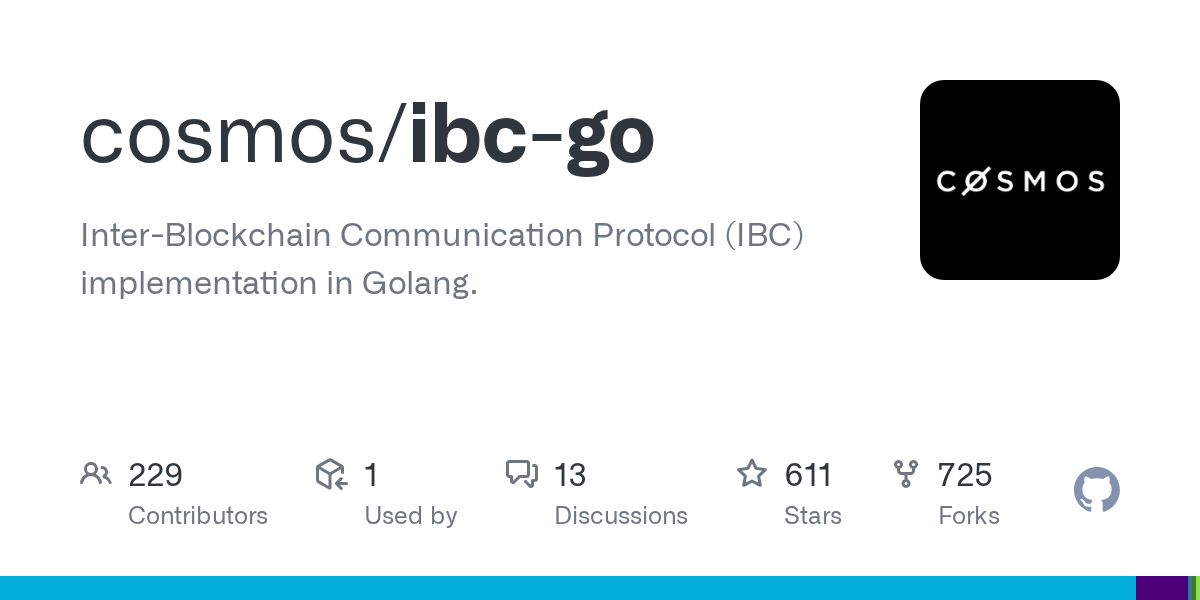 cosmos/ibc-go
CØSMOS
Inter-Blockchain Communication Protocol (IBC)
implementation in Golang.
229
Contributors
1
Used by
13
Discussions
611
Stars
725
Forks